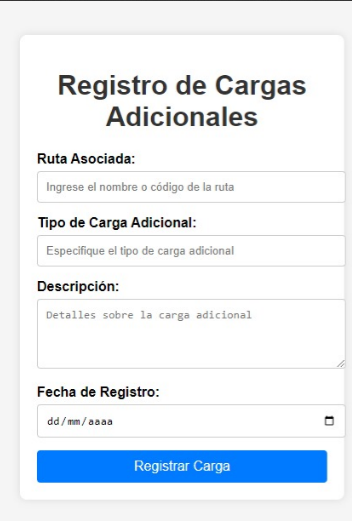 Registro de Cargas
Adicionales
Ruta Asociada:
Ingrese el nombre o código de la ruta
Tipo de Carga Adicional:
Especifique el tipo de carga adicional
Descripción:
Detalles sobre la carga adicional
Fecha de Registro:
dd/mm/aaaa
Registrar Carga